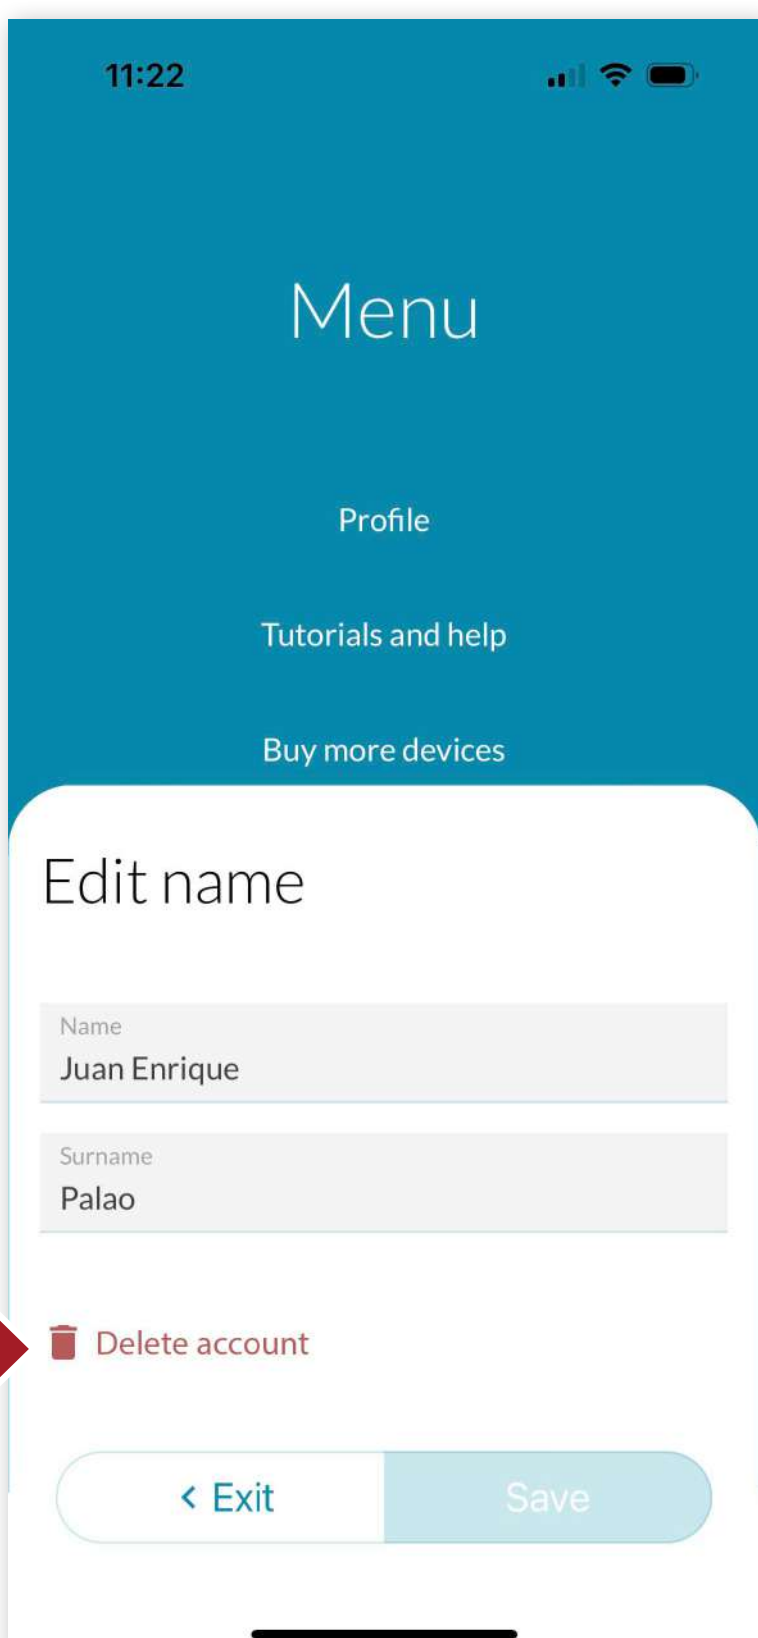 11:22
Menu
Profile
Tutorials and help
Buy more devices
Edit name
Name
Juan Enrique
Surname
Palao
Delete account
< Exit
Save